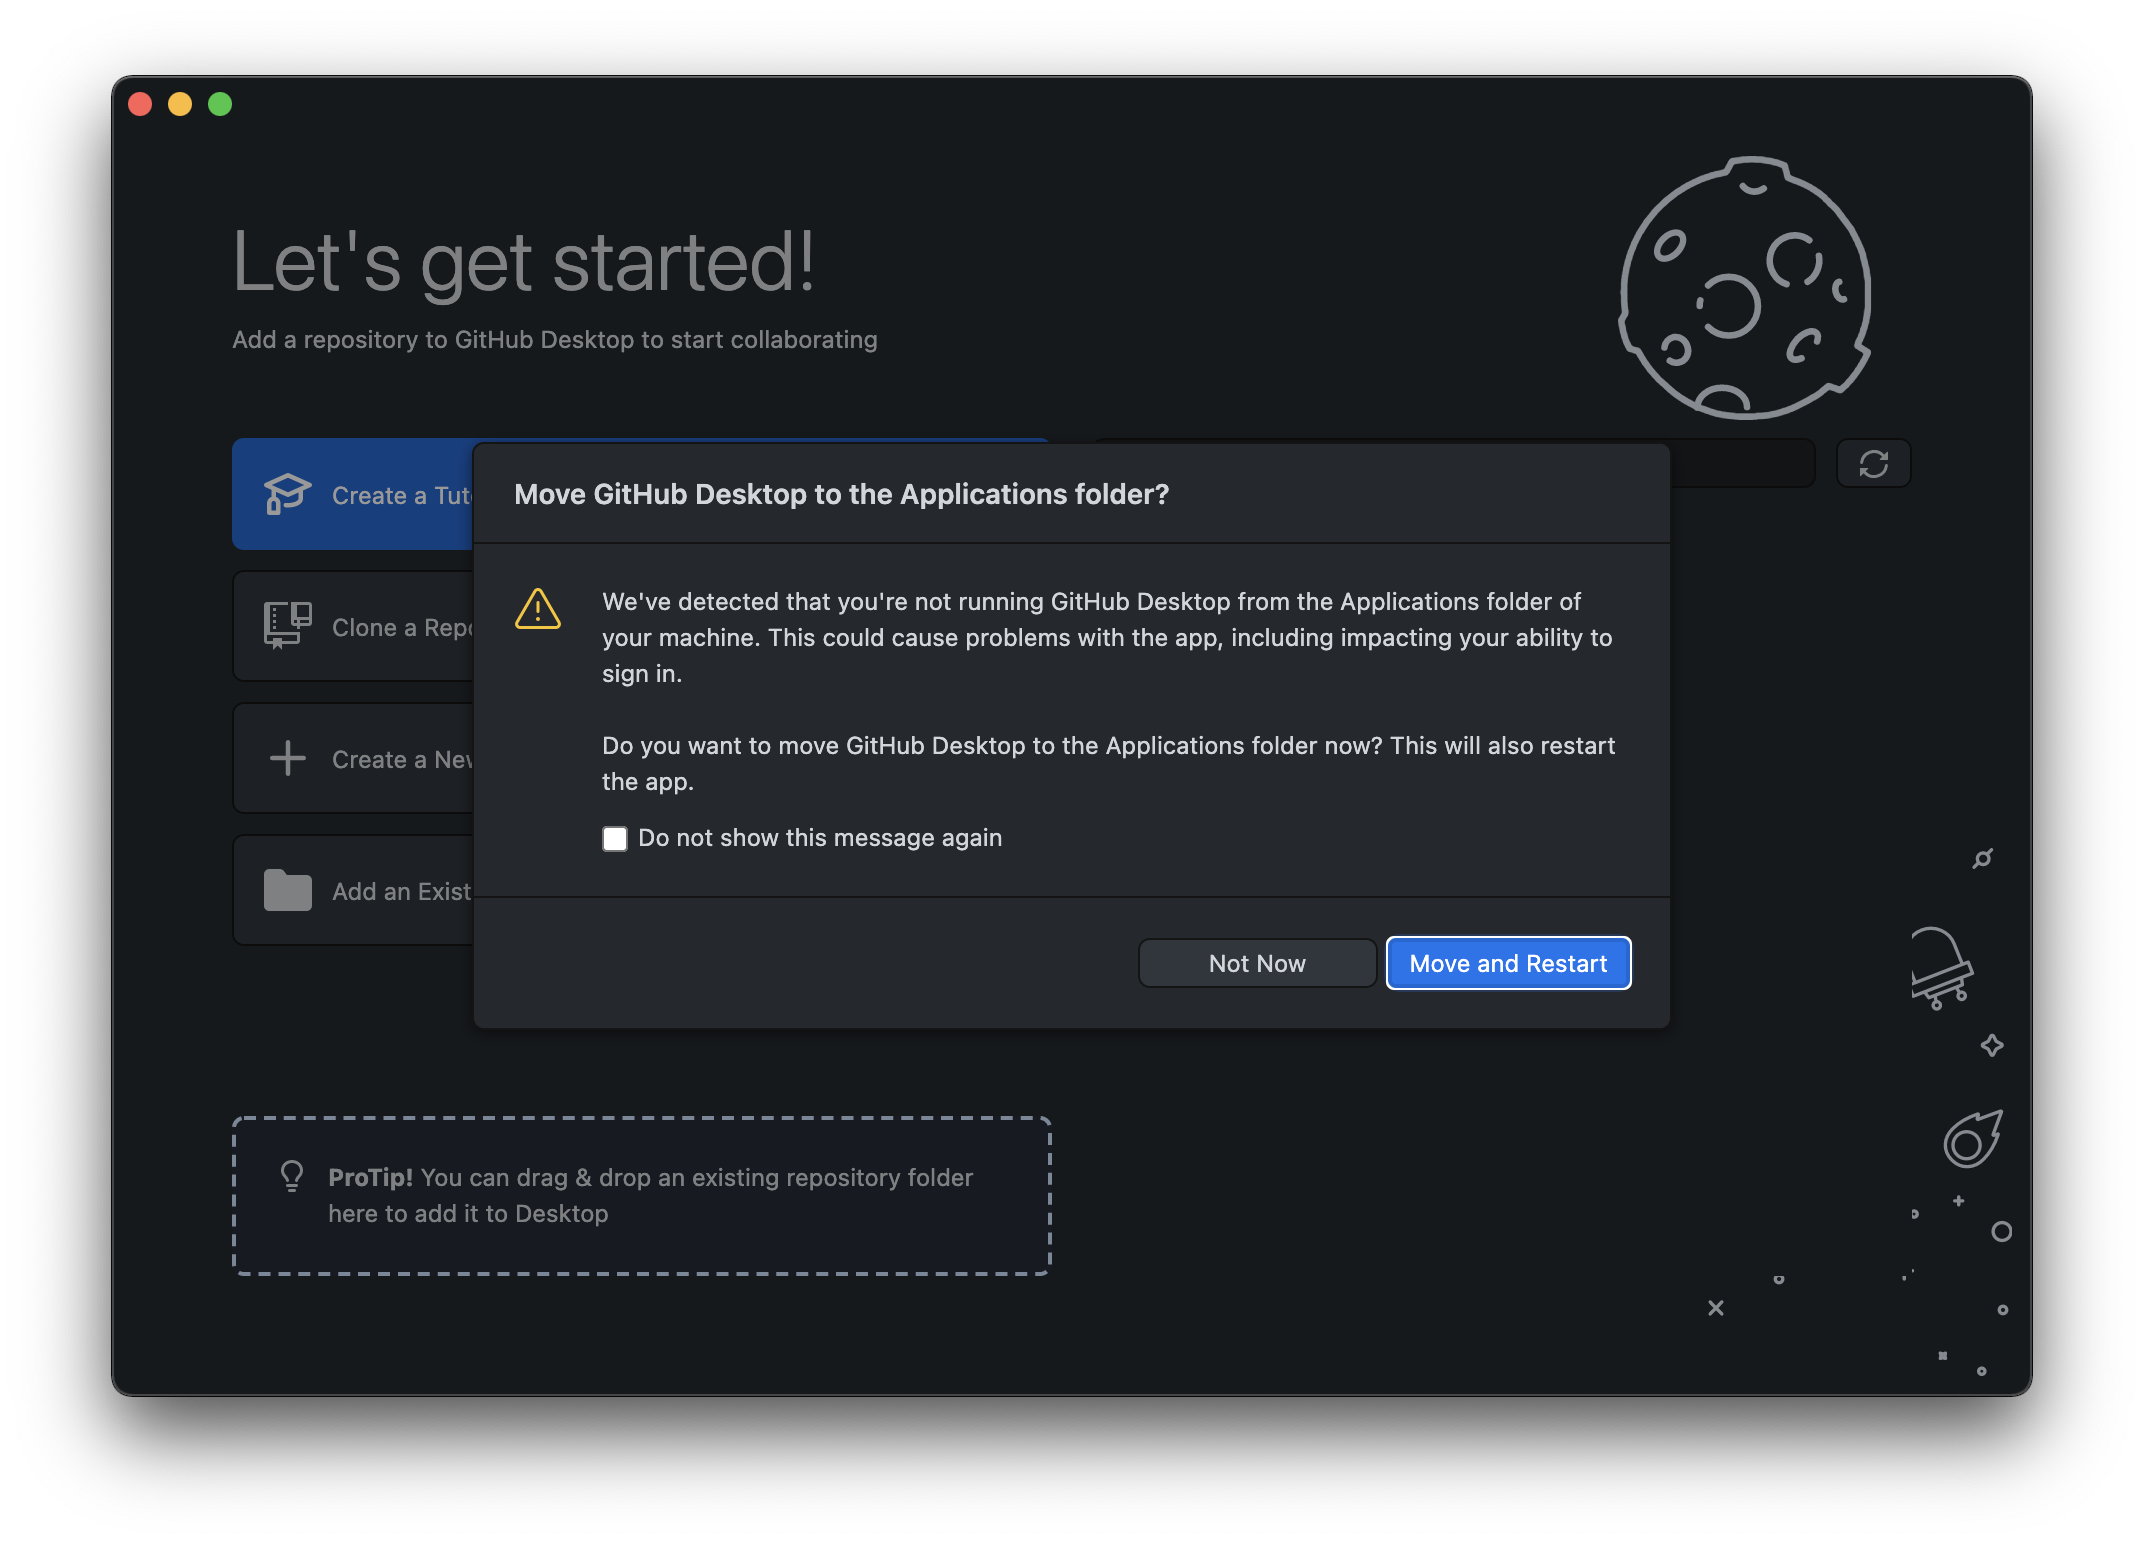 Let's get started!
Add a repository to GitHub Desktop to start collaborating
Create a Tut
Clone a Repo
Create a New
Add an Exist
Move GitHub Desktop to the Applications folder?
We've detected that you're not running GitHub Desktop from the Applications folder of
your machine. This could cause problems with the app, including impacting your ability to
sign in.
Do you want to move GitHub Desktop to the Applications folder now? This will also restart
the app.
Do not show this message again
Not Now
Move and Restart
ProTip! You can drag & drop an existing repository folder
here to add it to Desktop